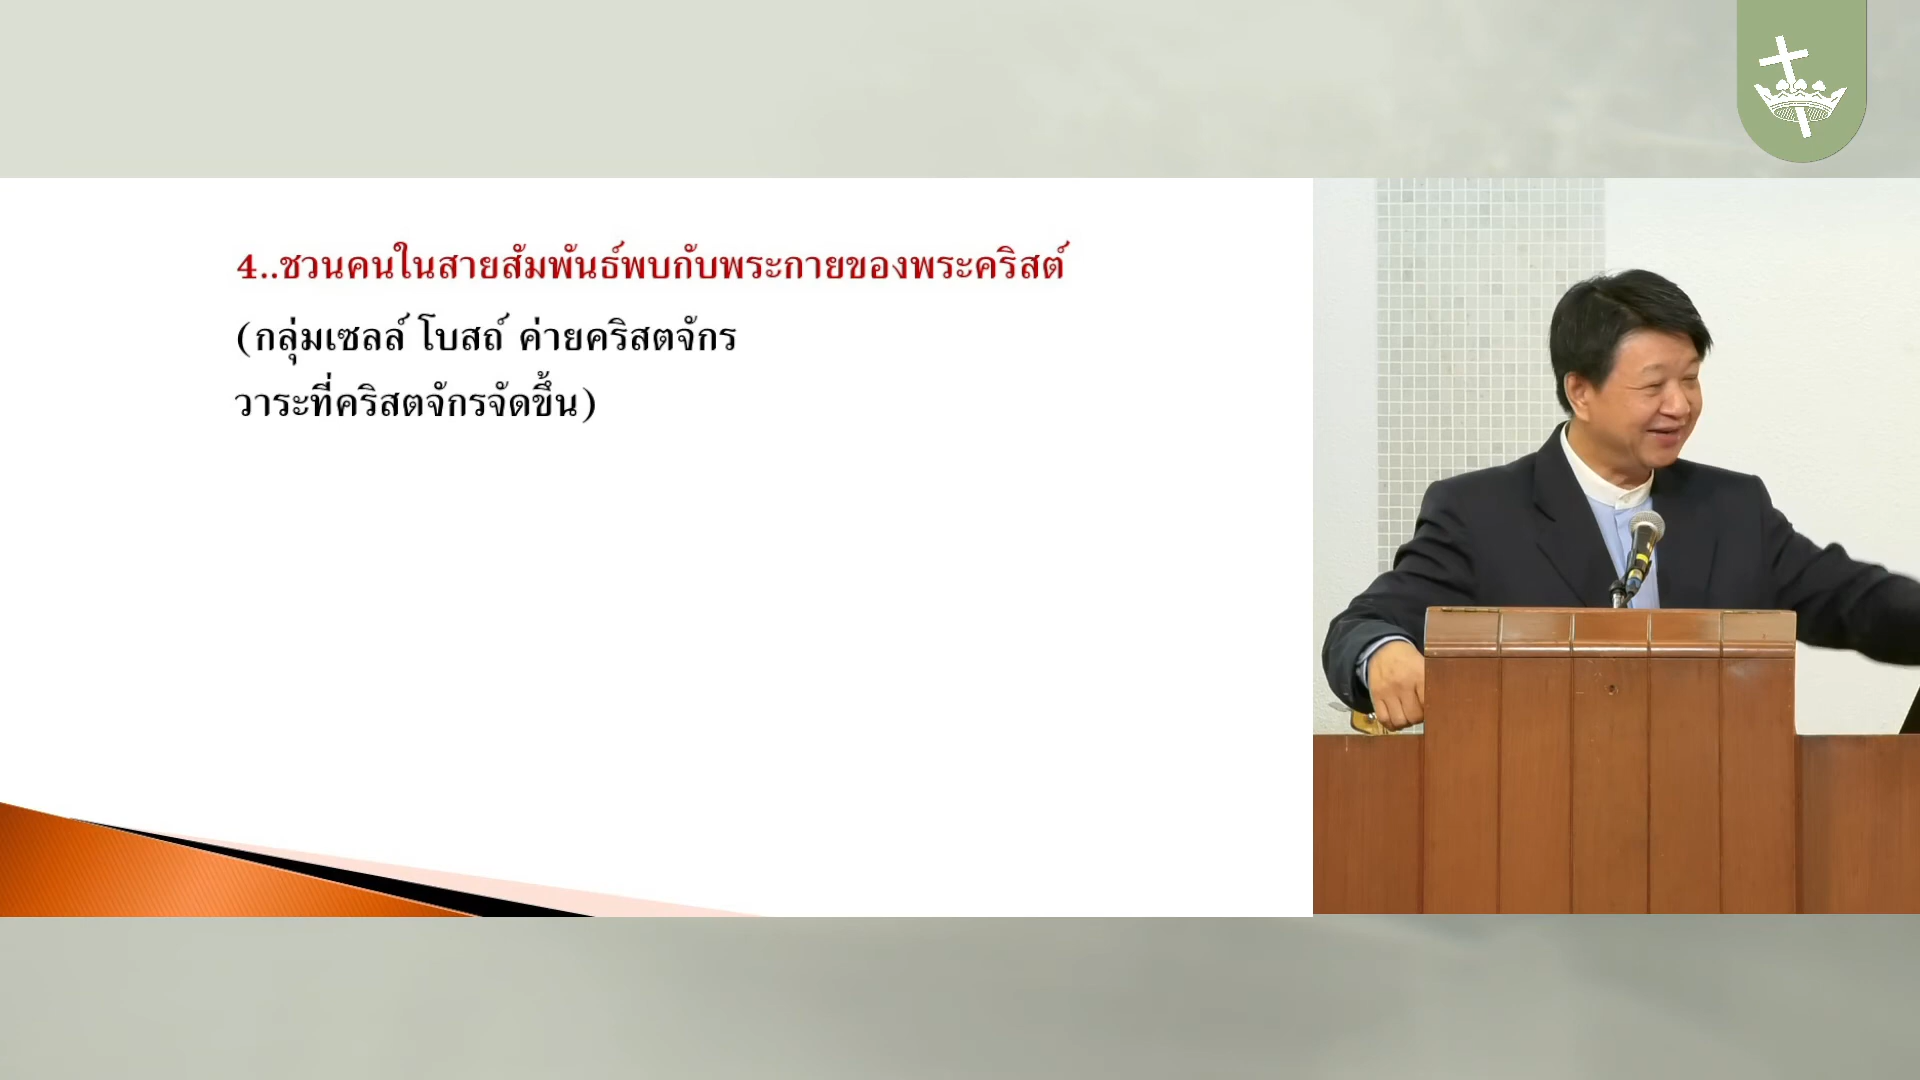 4..ชวนคนในสายสัมพันธ์พบกับพระกายของพระคริสต์
(กลุ่มเซลล์ โบสถ์ ค่ายคริสตจักร
วาระที่คริสตจักรจัดขึ้น)